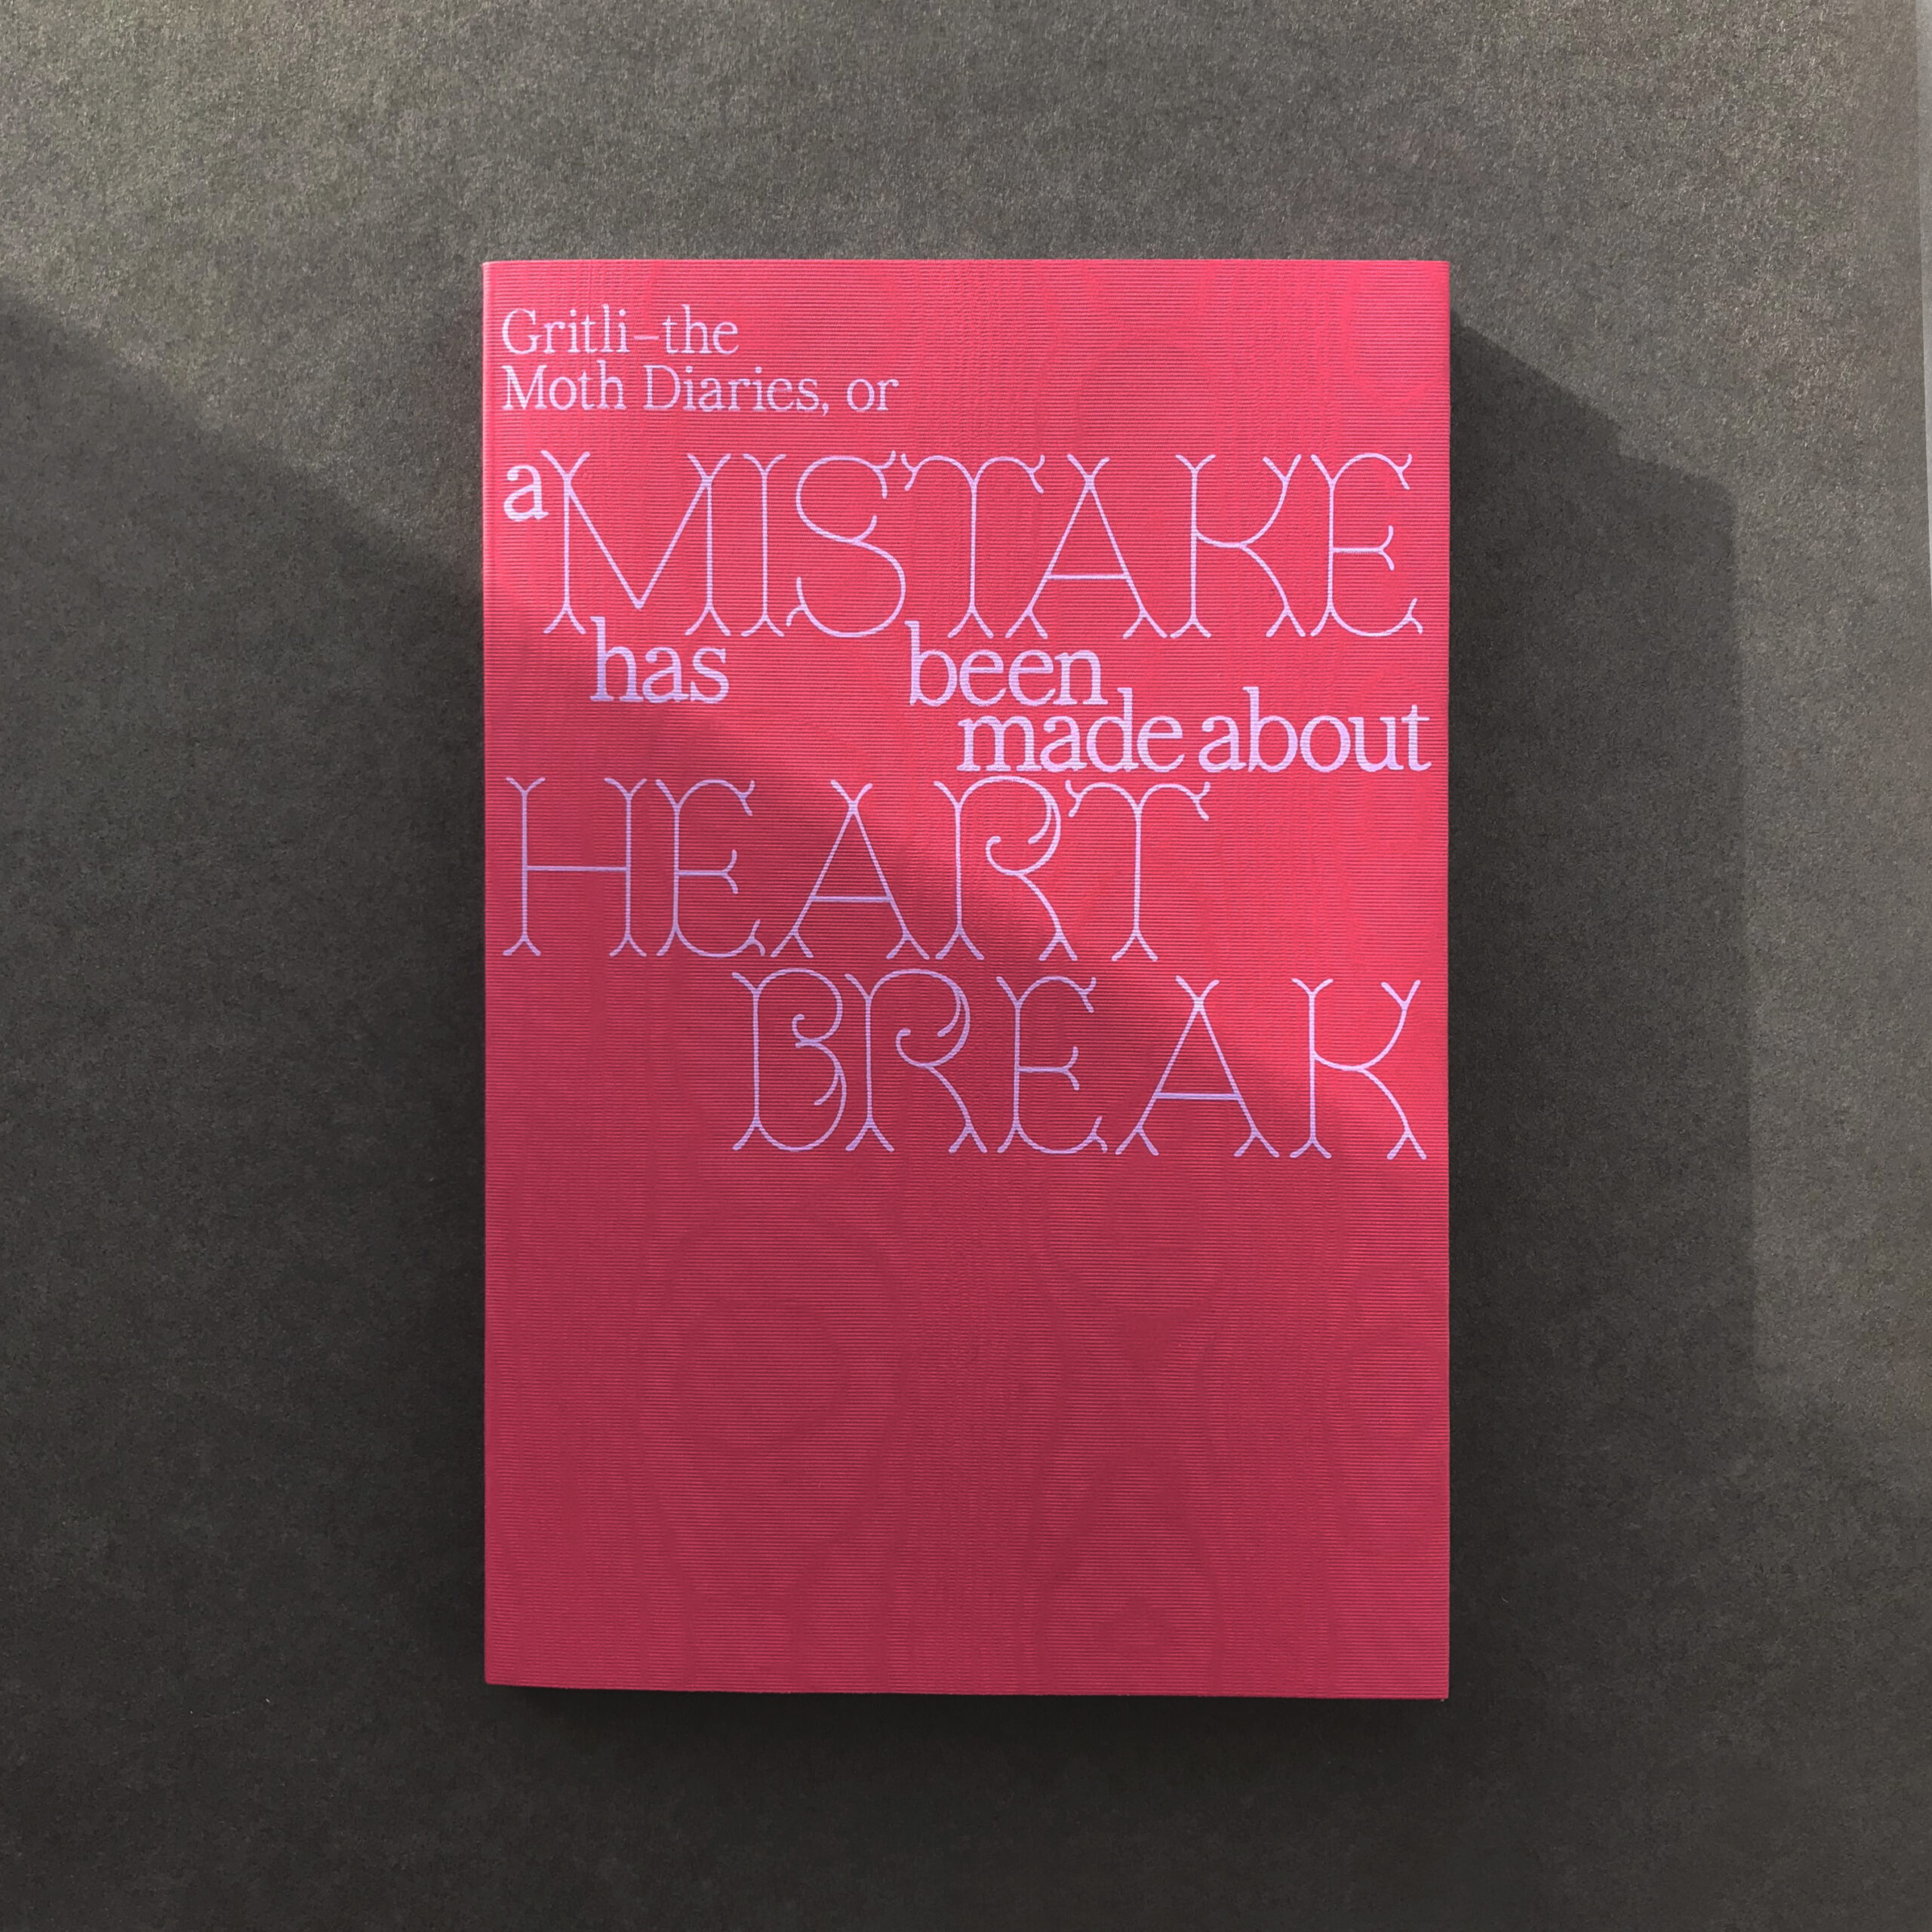 Gritli–the
Moth Diaries, or
a MISTAKE
has been
made about
HEART
BREAK